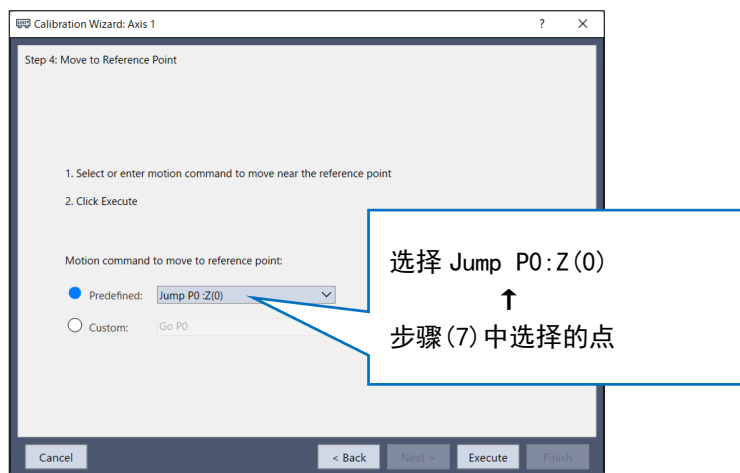 Calibration Wizard: Axis 1
? ×
Step 4: Move to Reference Point
1. Select or enter motion command to move near the reference point
2. Click Execute
Motion command to move to reference point:
Predefined: Jump P0 :Z(0)
Custom: Go P0
选择 Jump P0:Z(0)
↑
步骤(7)中选择的点
Cancel < Back Next > Execute Finish